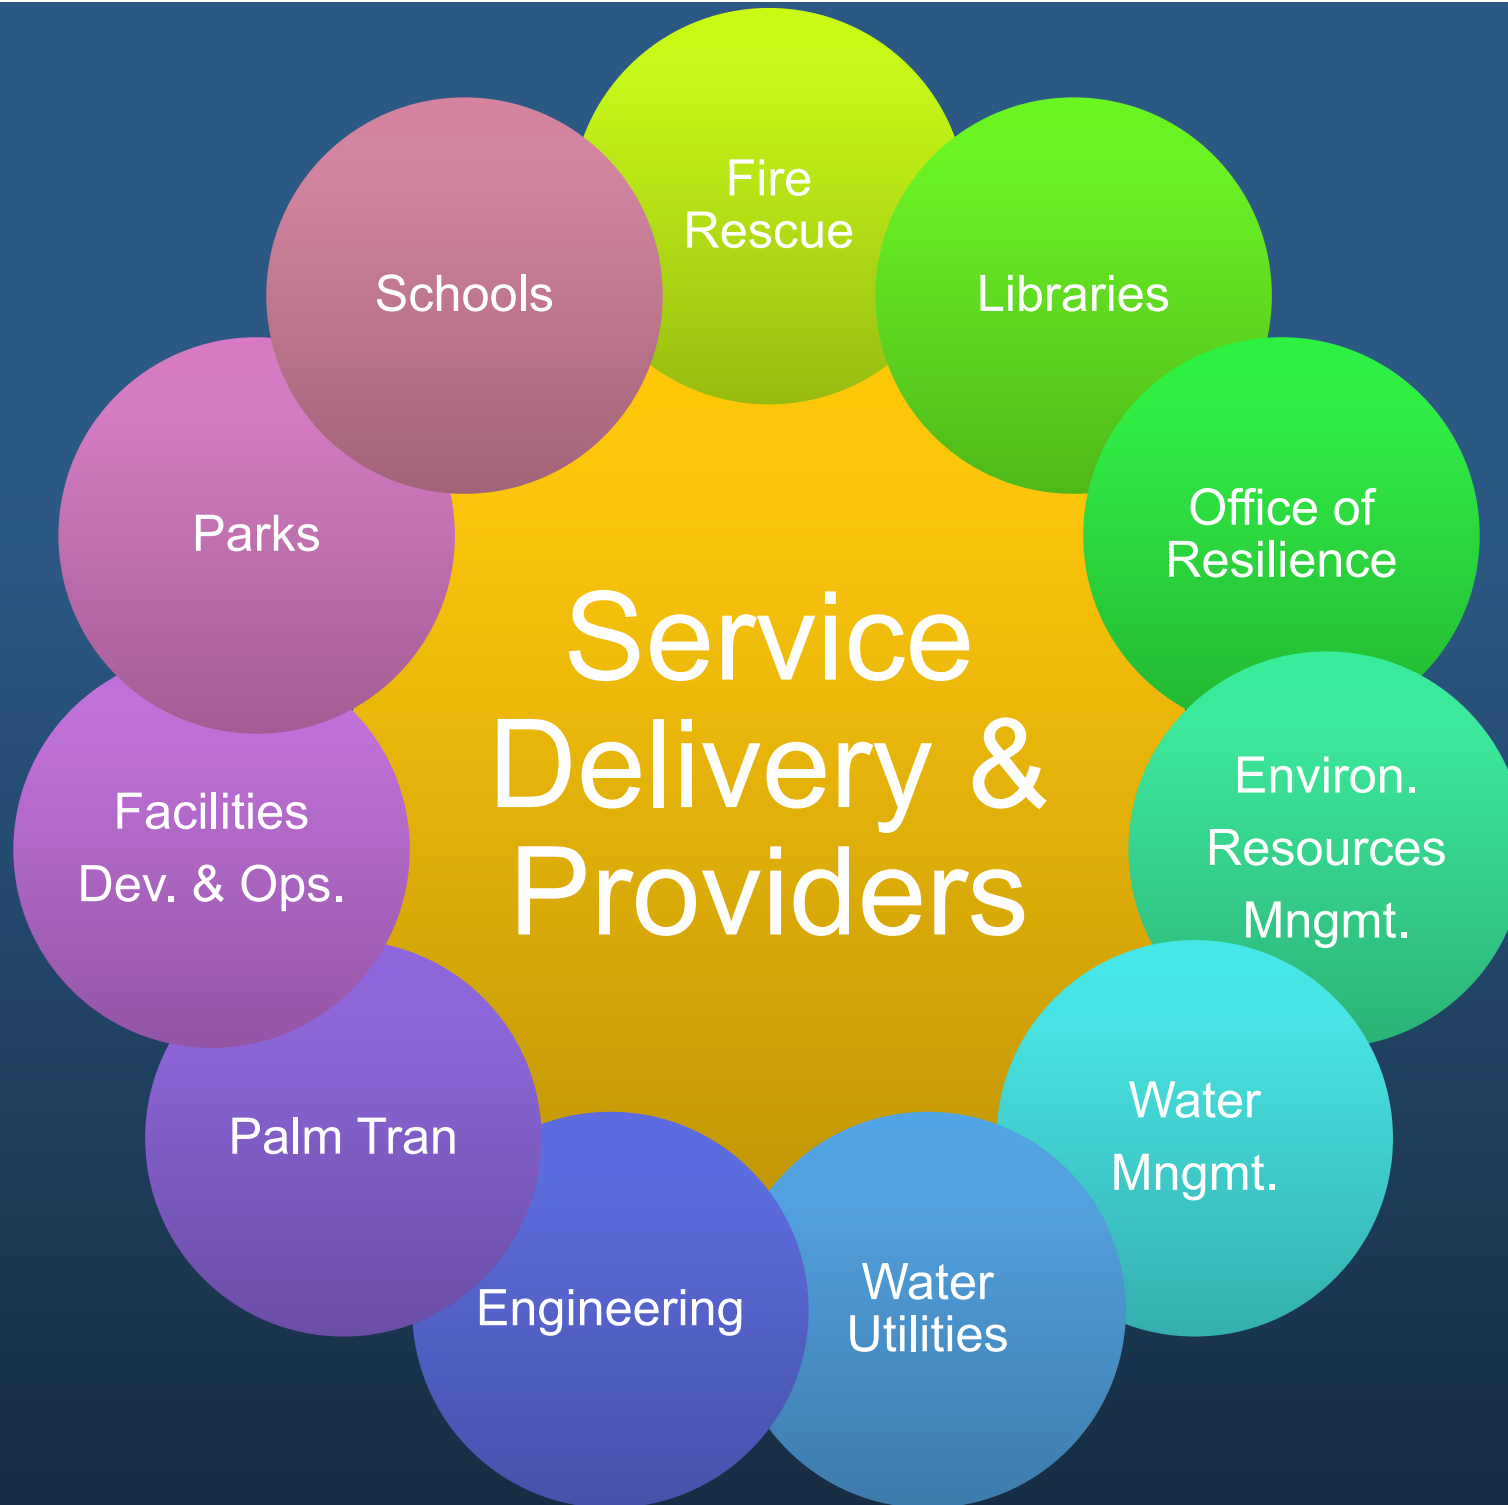 Fire
Rescue
Libraries
Office of
Resilience
Environ.
Resources
Mngmt.
Water
Mngmt.
Water
Utilities
Engineering
Palm Tran
Facilities
Dev. & Ops.
Parks
Schools
Service
Delivery &
Providers